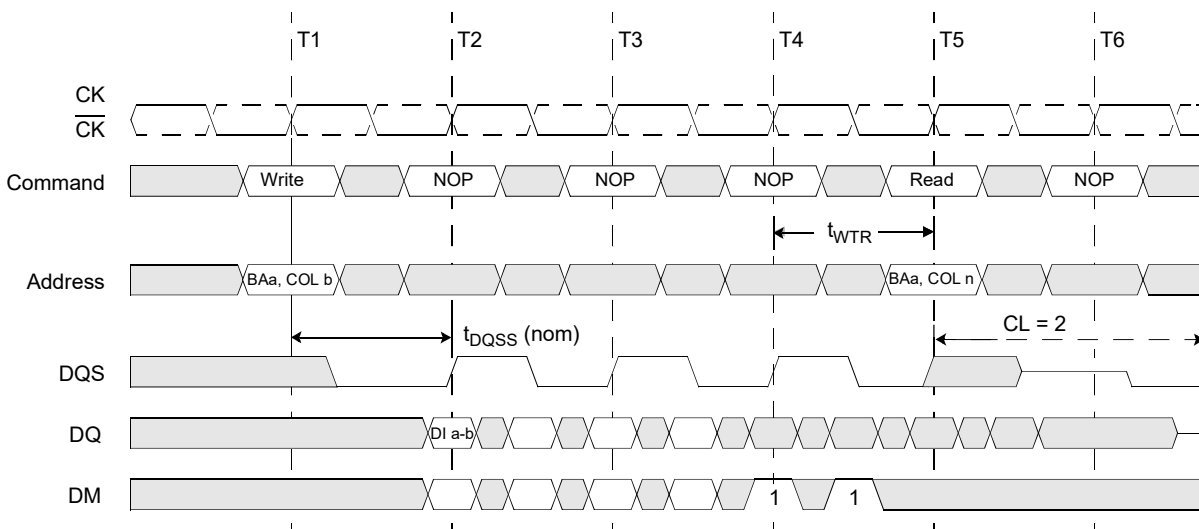 T1 T2 T3 T4 T5 T6
CK
CK
Command Write NOP NOP NOP Read NOP
tWTR
Address BAa, COL b BAa, COL n
tDQSS (nom) CL = 2
DQS
DQ DI a-b
DM 1 1